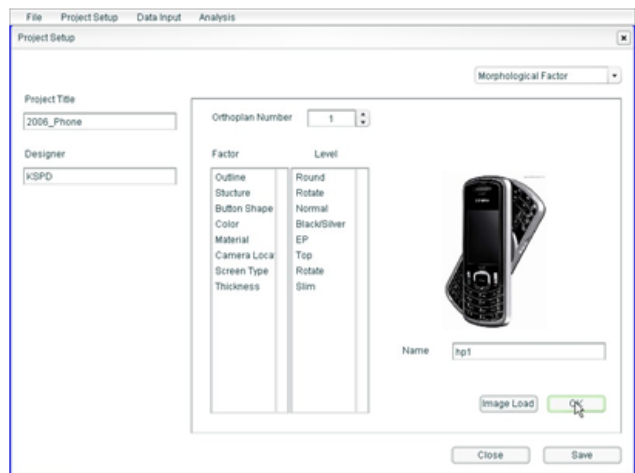 File Project Setup Data Input Analysis
Project Setup
Morphological Factor
Project Title
2006_Phone
Designer
KSPD
Orthoplan Number 1
Factor Level
Outline Round
Stucture Rotate
Button Shape Normal
Color Black/Silver
Material EP
Camera Loca Top
Screen Type Rotate
Thickness Slim
Name hp1
Image Load OK
Close Save